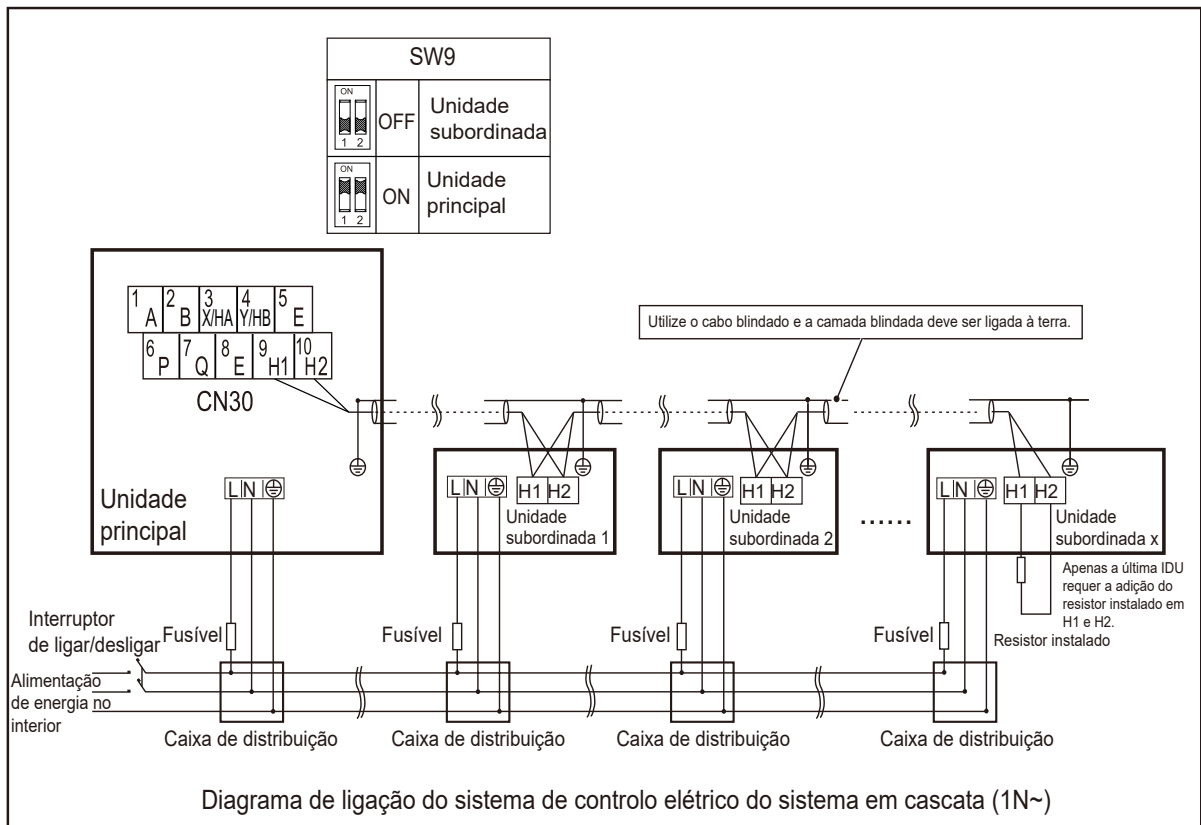 SW9
ON
1 2
OFF
Unidade
subordinada
ON
1 2
ON
Unidade
principal
1 A
2 B
3 X/HA
4 Y/HB
5 E
6 P
7 Q
8 E
9 H1
10 H2
CN30
Utilize o cabo blindado e a camada blindada deve ser ligada à terra.
Unidade
principal
L N
L N
H1 H2
Unidade
subordinada 1
L N
H1 H2
Unidade
subordinada 2
......
L N
H1 H2
Unidade
subordinada x
Apenas a última IDU
requer a adição do
resistor instalado em
H1 e H2.
Resistor instalado
Interruptor
de ligar/desligar
Fusível
Fusível
Fusível
Fusível
Alimentação
de energia no
interior
Caixa de distribuição
Caixa de distribuição
Caixa de distribuição
Caixa de distribuição
Diagrama de ligação do sistema de controlo elétrico do sistema em cascata (1N~)